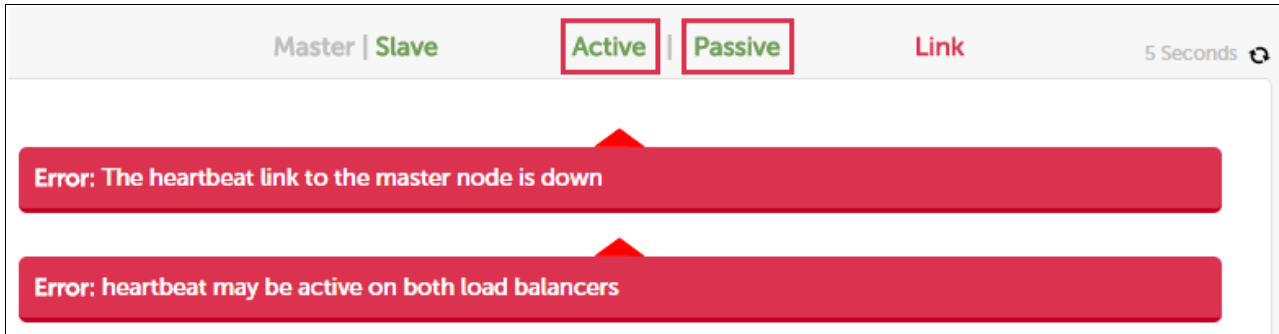 Master | Slave Active | Passive Link 5 Seconds
Error: The heartbeat link to the master node is down
Error: heartbeat may be active on both load balancers